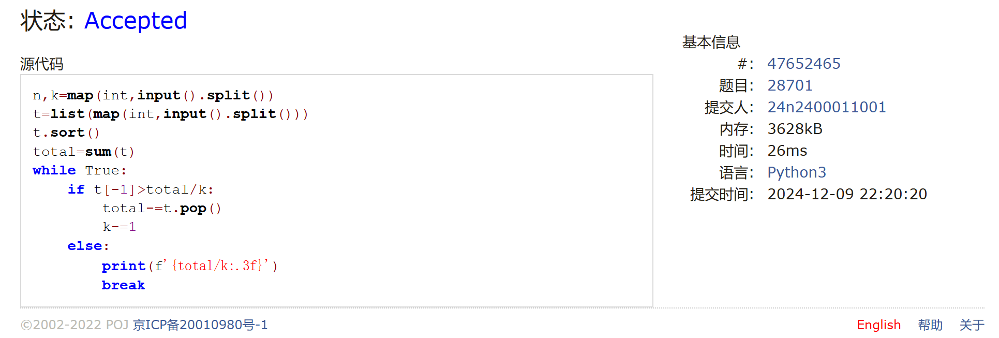 状态: Accepted
源代码
n,k=map(int,input().split())
t=list(map(int,input().split()))
t.sort()
total=sum(t)
while True:
    if t[-1]>total/k:
        total-=t.pop()
        k-=1
    else:
        print(f'{total/k:.3f}')
        break
基本信息
#: 47652465
题目: 28701
提交人: 24n2400011001
内存: 3628kB
时间: 26ms
语言: Python3
提交时间: 2024-12-09 22:20:20
©2002-2022 POJ 京ICP备20010980号-1
English 帮助 关于